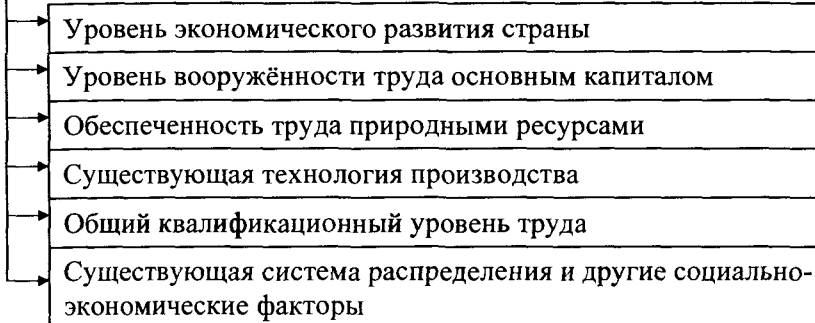 Уровень экономического развития страны
Уровень вооружённости труда основным капиталом
Обеспеченность труда природными ресурсами
Существующая технология производства
Общий квалификационный уровень труда
Существующая система распределения и другие социально-
экономические факторы